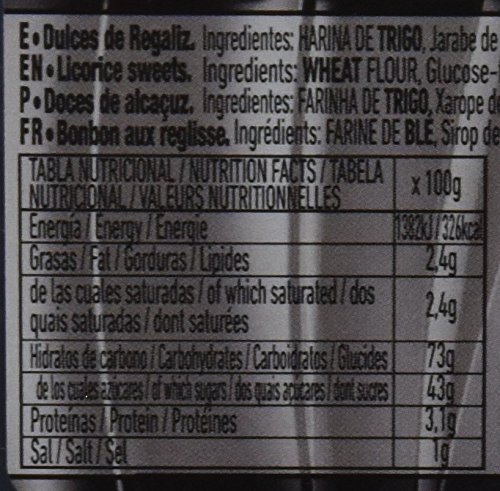 E • Dulces de Regaliz. Ingredientes: HARINA DE TRIGO, Jarabe de
EN • Licorice sweets. Ingredients: WHEAT FLOUR, Glucose-
P • Doces de alcaçuz. Ingredientes: FARINHA DE TRIGO, Xarope d
FR • Bonbon aux reglisse. Ingrédients: FARINE DE BLE, Sirop de
TABLA NUTRICIONAL / NUTRITION FACTS / TABELA
NUTRICIONAL / VALEURS NUTRITIONNELLES x 100g
Energía / Energy / Energie 1382kJ / 326kcal
Grasas / Fat / Gorduras / Lipides 2,4g
de las cuales saturadas / of which saturated / dos
quais saturadas / dont saturées 2,4g
Hidratos de carbono / Carbohydrates / Carboidratos / Glucides 73g
de los cuales azucares / of which sugars / dos quais açucares / dont sucres 43g
Proteínas / Protein / Protéines 3,1g
Sal / Salt / Sel 1g